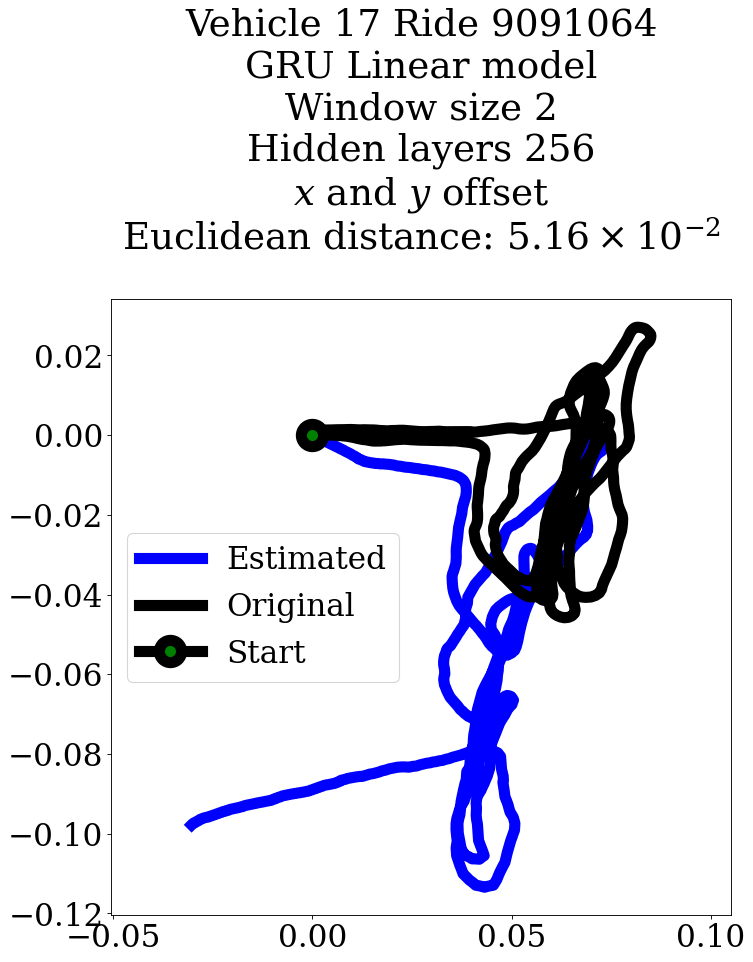 Vehicle 17 Ride 9091064
GRU Linear model
Window size 2
Hidden layers 256
x and y offset
Euclidean distance: 5.16 × 10⁻²
0.02
0.00
−0.02
−0.04
−0.06
−0.08
−0.10
−0.12
Estimated
Original
Start
−0.05 0.00 0.05 0.10